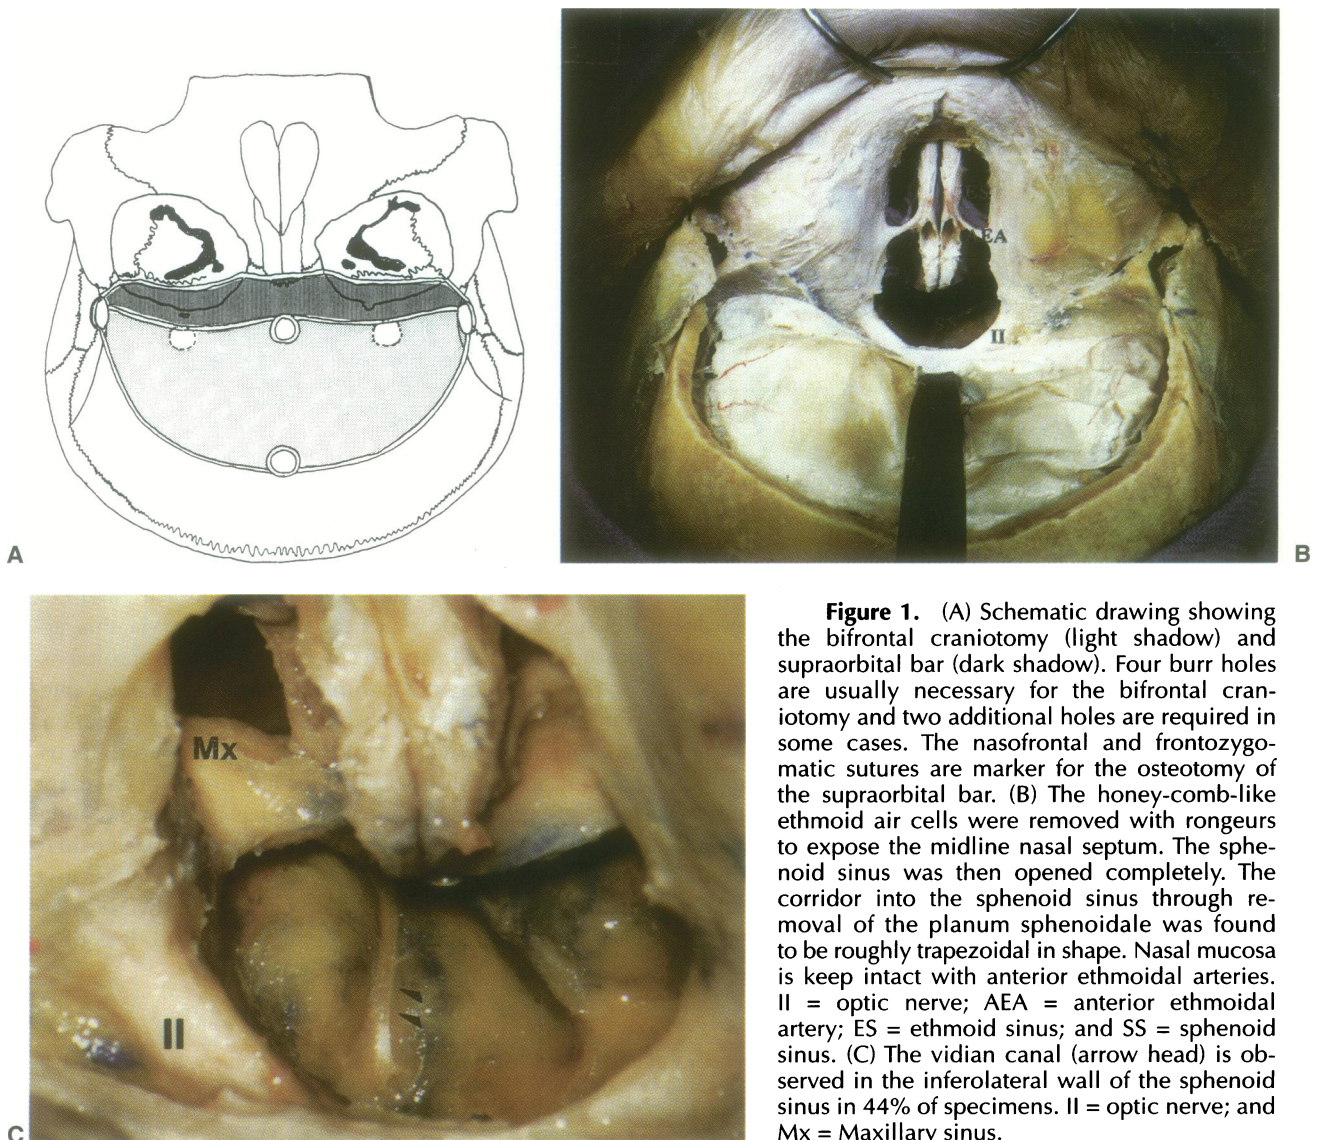 A
ES
AEA
II
B
Mx
II
C
Figure 1. (A) Schematic drawing showing
the bifrontal craniotomy (light shadow) and
supraorbital bar (dark shadow). Four burr holes
are usually necessary for the bifrontal cran-
iotomy and two additional holes are required in
some cases. The nasofrontal and frontozygo-
matic sutures are marker for the osteotomy of
the supraorbital bar. (B) The honey-comb-like
ethmoid air cells were removed with rongeurs
to expose the midline nasal septum. The sphe-
noid sinus was then opened completely. The
corridor into the sphenoid sinus through re-
moval of the planum sphenoidale was found
to be roughly trapezoidal in shape. Nasal mucosa
is keep intact with anterior ethmoidal arteries.
II = optic nerve; AEA = anterior ethmoidal
artery; ES = ethmoid sinus; and SS = sphenoid
sinus. (C) The vidian canal (arrow head) is ob-
served in the inferolateral wall of the sphenoid
sinus in 44% of specimens. II = optic nerve; and
Mx = Maxillary sinus.